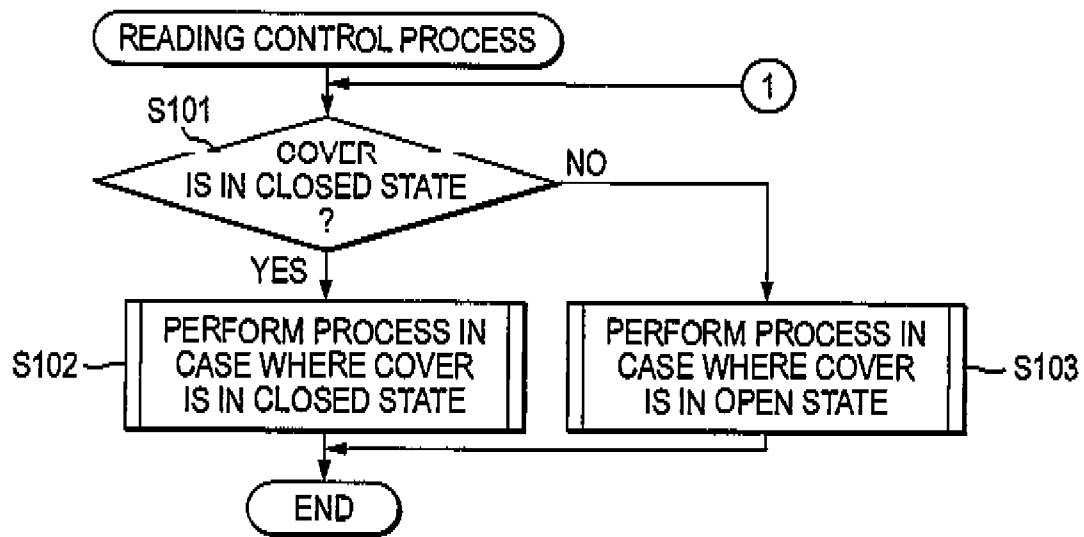 READING CONTROL PROCESS
1
S101
COVER
IS IN CLOSED STATE
?
NO
YES
S102
PERFORM PROCESS IN
CASE WHERE COVER
IS IN CLOSED STATE
PERFORM PROCESS IN
CASE WHERE COVER
IS IN OPEN STATE
S103
END